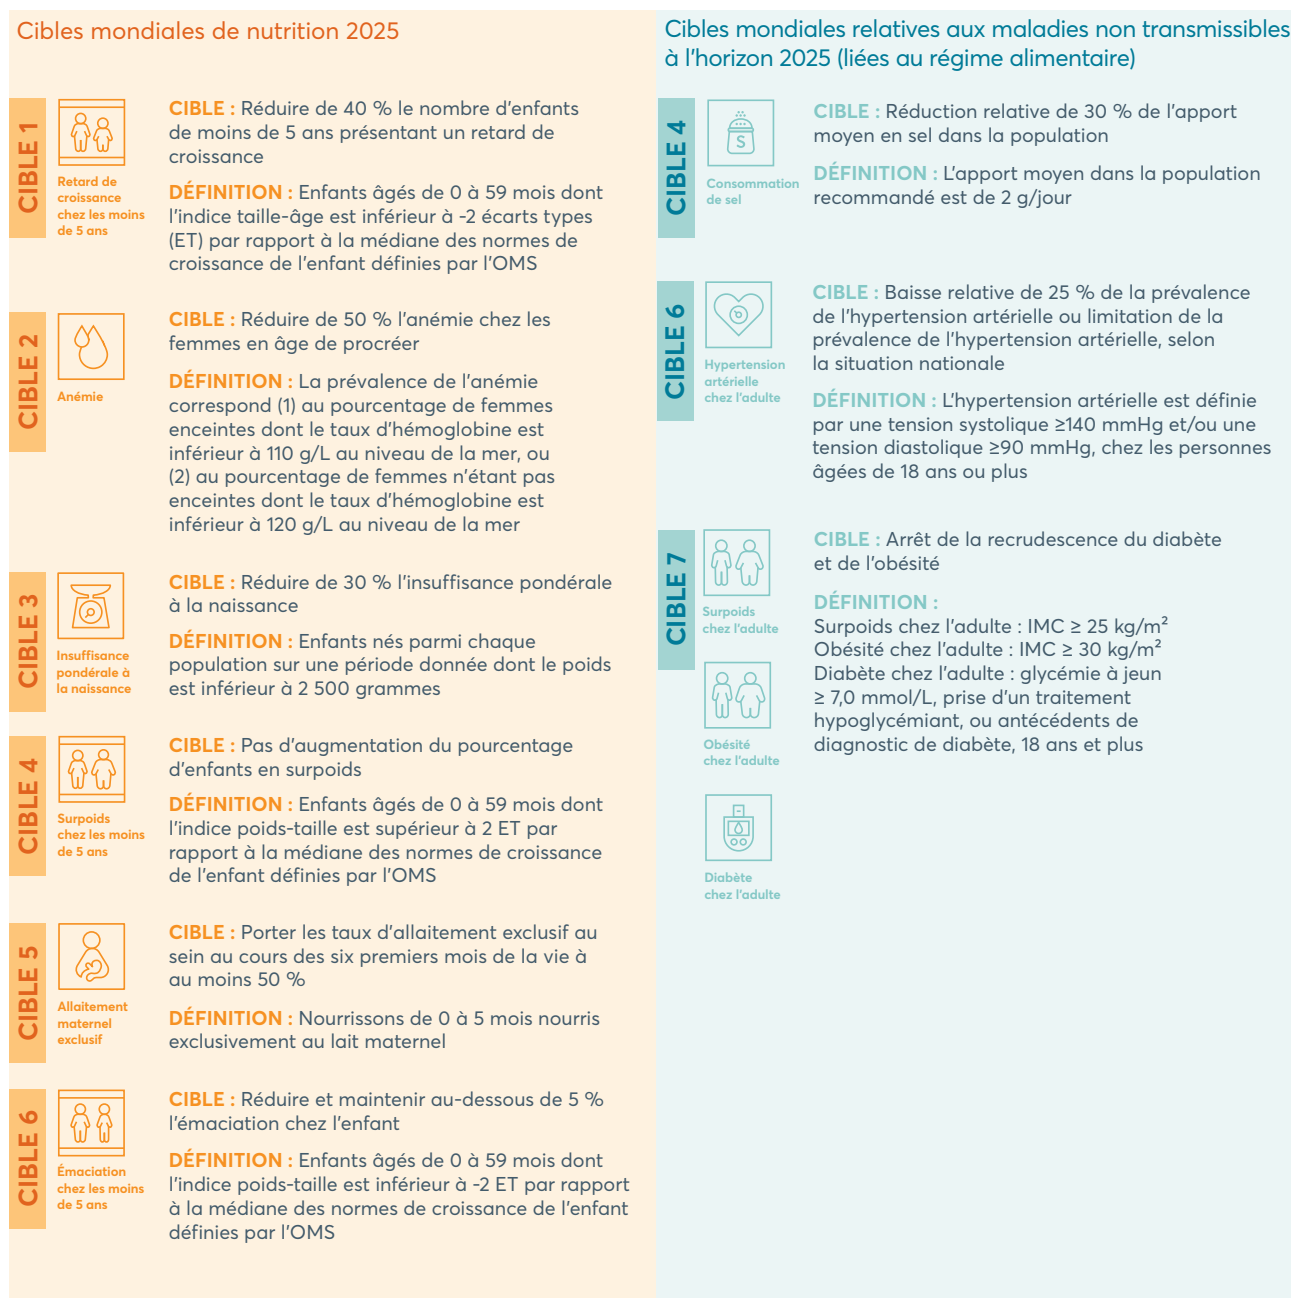 Cibles mondiales de nutrition 2025
CIBLE 1
Retard de
croissance
chez les moins
de 5 ans
CIBLE : Réduire de 40 % le nombre d'enfants
de moins de 5 ans présentant un retard de
croissance
DÉFINITION : Enfants âgés de 0 à 59 mois dont
l'indice taille-âge est inférieur à -2 écarts types
(ET) par rapport à la médiane des normes de
croissance de l'enfant définies par l'OMS
CIBLE 2
Anémie
CIBLE : Réduire de 50 % l'anémie chez les
femmes en âge de procréer
DÉFINITION : La prévalence de l'anémie
correspond (1) au pourcentage de femmes
enceintes dont le taux d'hémoglobine est
inférieur à 110 g/L au niveau de la mer, ou
(2) au pourcentage de femmes n'étant pas
enceintes dont le taux d'hémoglobine est
inférieur à 120 g/L au niveau de la mer
CIBLE 3
Insuffisance
pondérale à
la naissance
CIBLE : Réduire de 30 % l'insuffisance pondérale
à la naissance
DÉFINITION : Enfants nés parmi chaque
population sur une période donnée dont le poids
est inférieur à 2 500 grammes
CIBLE 4
Surpoids
chez les moins
de 5 ans
CIBLE : Pas d'augmentation du pourcentage
d'enfants en surpoids
DÉFINITION : Enfants âgés de 0 à 59 mois dont
l'indice poids-taille est supérieur à 2 ET par
rapport à la médiane des normes de croissance
de l'enfant définies par l'OMS
CIBLE 5
Allaitement
maternel
exclusif
CIBLE : Porter les taux d'allaitement exclusif au
sein au cours des six premiers mois de la vie à
au moins 50 %
DÉFINITION : Nourrissons de 0 à 5 mois nourris
exclusivement au lait maternel
CIBLE 6
Émaciation
chez les moins
de 5 ans
CIBLE : Réduire et maintenir au-dessous de 5 %
l'émaciation chez l'enfant
DÉFINITION : Enfants âgés de 0 à 59 mois dont
l'indice poids-taille est inférieur à -2 ET par rapport
à la médiane des normes de croissance de l'enfant
définies par l'OMS
Cibles mondiales relatives aux maladies non transmissibles
à l'horizon 2025 (liées au régime alimentaire)
CIBLE 4
S
Consommation
de sel
CIBLE : Réduction relative de 30 % de l'apport
moyen en sel dans la population
DÉFINITION : L'apport moyen dans la population
recommandé est de 2 g/jour
CIBLE 6
Hypertension
artérielle
chez l'adulte
CIBLE : Baisse relative de 25 % de la prévalence
de l'hypertension artérielle ou limitation de la
prévalence de l'hypertension artérielle, selon
la situation nationale
DÉFINITION : L'hypertension artérielle est définie
par une tension systolique ≥140 mmHg et/ou une
tension diastolique ≥90 mmHg, chez les personnes
âgées de 18 ans ou plus
CIBLE 7
Surpoids
chez l'adulte
Obésité
chez l'adulte
Diabète
chez l'adulte
CIBLE : Arrêt de la recrudescence du diabète
et de l'obésité
DÉFINITION :
Surpoids chez l'adulte : IMC ≥ 25 kg/m²
Obésité chez l'adulte : IMC ≥ 30 kg/m²
Diabète chez l'adulte : glycémie à jeun
≥ 7,0 mmol/L, prise d'un traitement
hypoglycémiant, ou antécédents de
diagnostic de diabète, 18 ans et plus